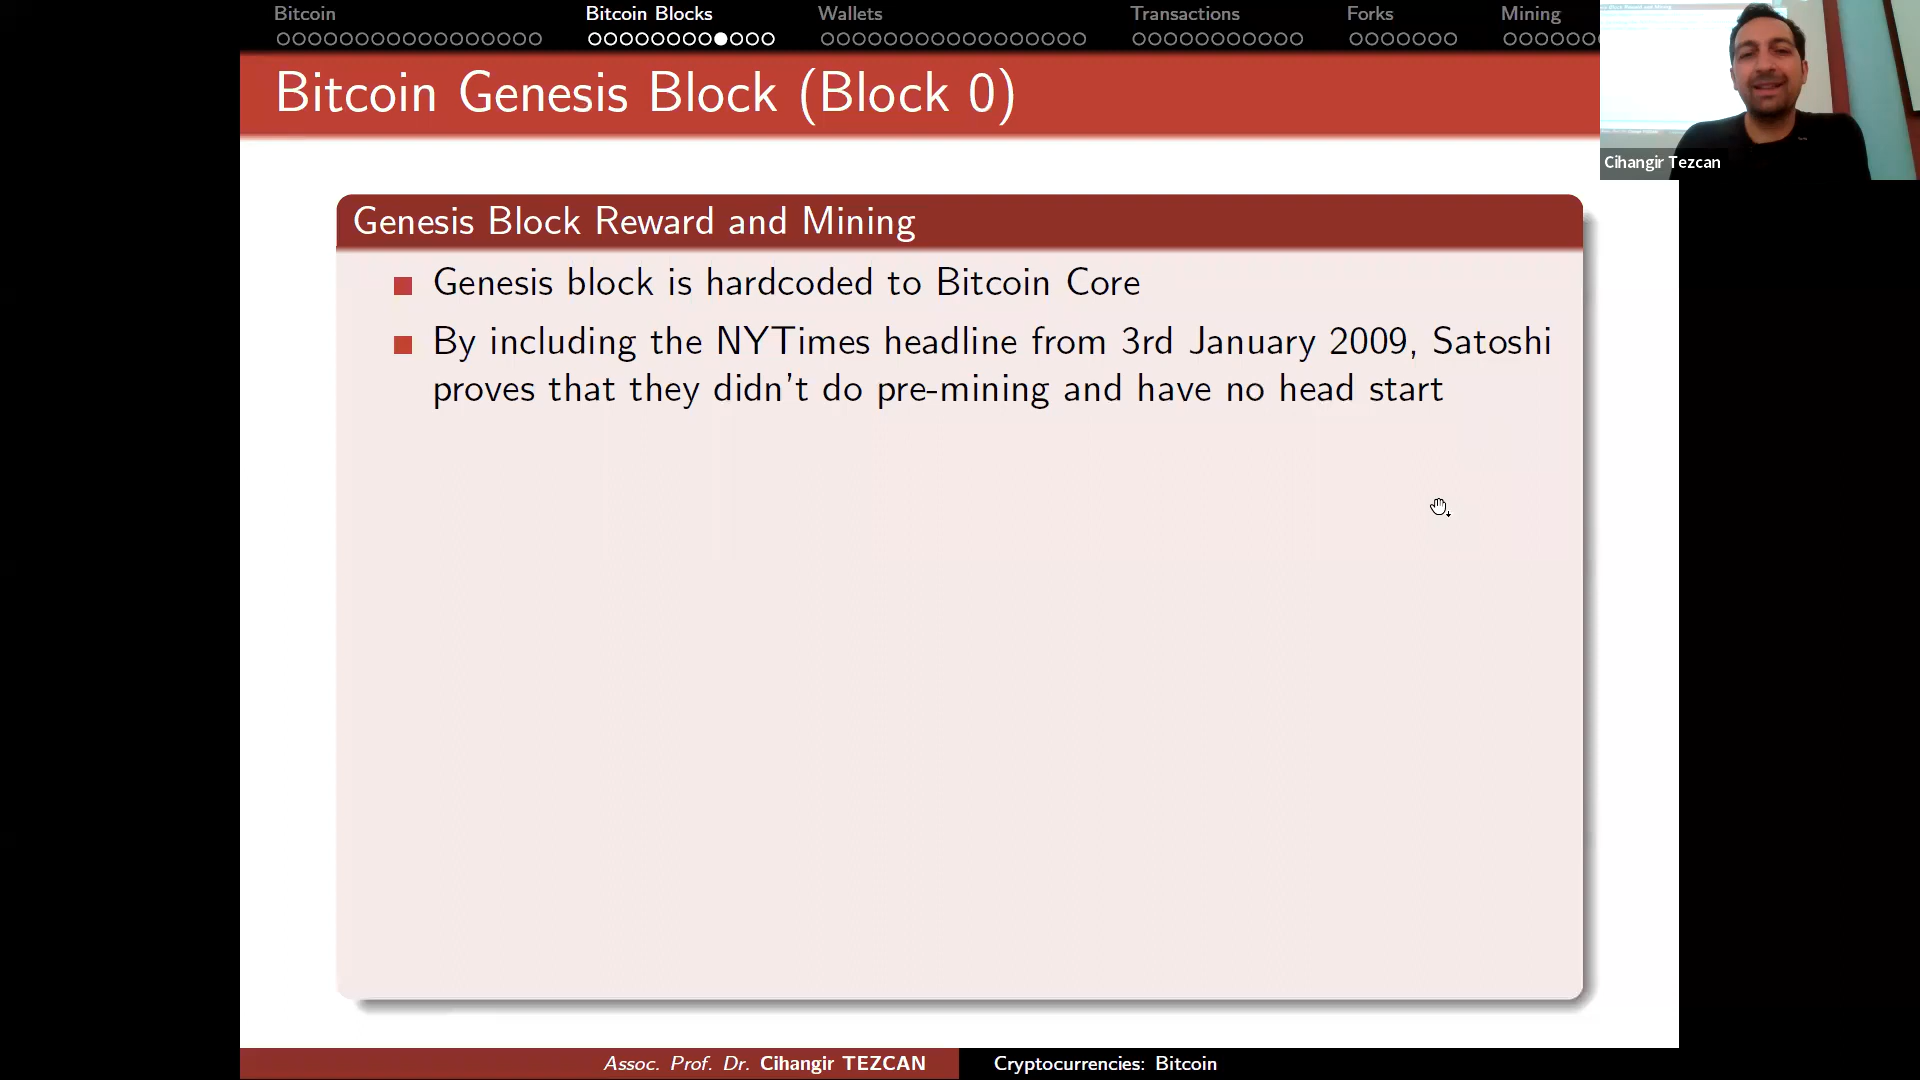 Bitcoin
Bitcoin Blocks
Wallets
Transactions
Forks
Mining
Bitcoin Genesis Block (Block 0)
Cihangir Tezcan
Genesis Block Reward and Mining
Genesis block is hardcoded to Bitcoin Core
By including the NYTimes headline from 3rd January 2009, Satoshi
proves that they didn't do pre-mining and have no head start
Assoc. Prof. Dr. Cihangir TEZCAN
Cryptocurrencies: Bitcoin